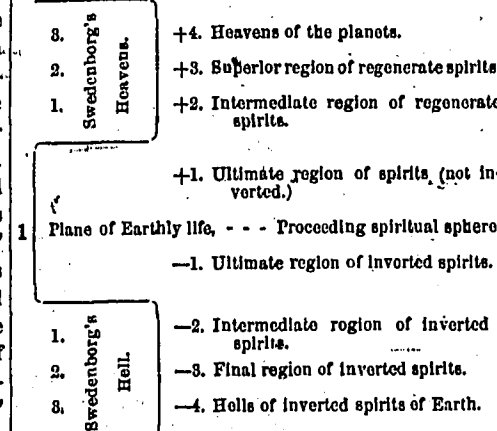 3. +4. Heavens of the planets.
2. +3. Superior region of regenerate spirits
1. +2. Intermediate region of regenerate
spirits.
Swedenborg's
Heavens.
+1. Ultimate region of spirits (not in-
verted.)
1 Plane of Earthly life, - - - Proceeding spiritual sphere
—1. Ultimate region of inverted spirits.
1. —2. Intermediate region of inverted
spirits.
2. —3. Final region of inverted spirits.
3. —4. Hells of inverted spirits of Earth.
Swedenborg's
Hell.